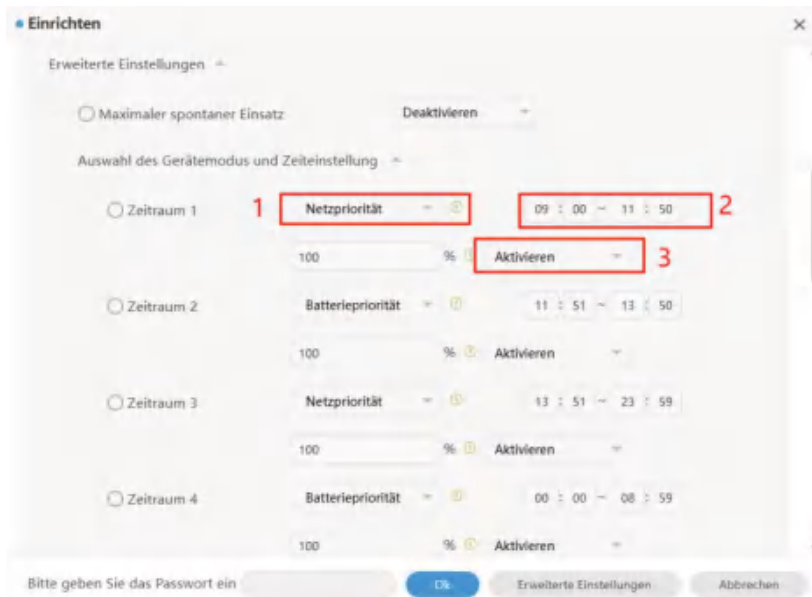 Einrichten
Erweiterte Einstellungen
Maximaler spontaner Einsatz Deaktivieren
Auswahl des Gerätemodus und Zeiteinstellung
Zeitraum 1 1 Netzpriorität 09 : 00 ~ 11 : 50 2
100 % Aktivieren 3
Zeitraum 2 Batteriepriorität 11 : 51 ~ 13 : 50
100 % Aktivieren
Zeitraum 3 Netzpriorität 13 : 51 ~ 23 : 59
100 % Aktivieren
Zeitraum 4 Batteriepriorität 00 : 00 ~ 08 : 59
100 % Aktivieren
Bitte geben Sie das Passwort ein Ok Erweiterte Einstellungen Abbrechen